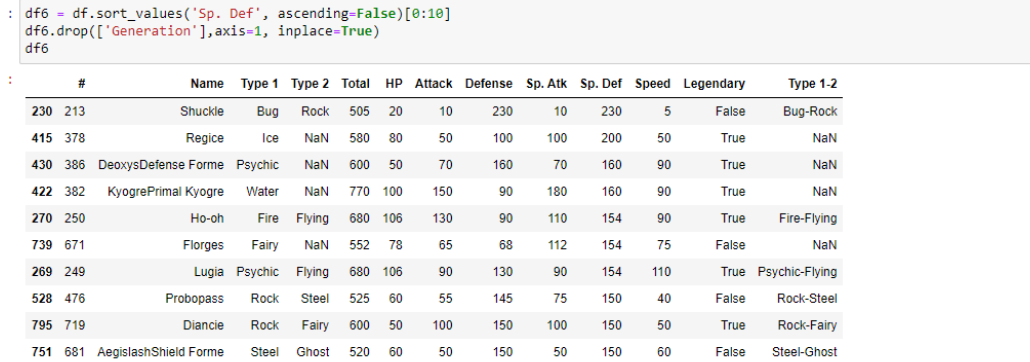 : df6 = df.sort_values('Sp. Def', ascending=False)[0:10]
df6.drop(['Generation'],axis=1, inplace=True)
df6
:
# Name Type 1 Type 2 Total HP Attack Defense Sp. Atk Sp. Def Speed Legendary Type 1-2
230 213 Shuckle Bug Rock 505 20 10 230 10 230 5 False Bug-Rock
415 378 Regice Ice NaN 580 80 50 100 100 200 50 True NaN
430 386 DeoxysDefense Forme Psychic NaN 600 50 70 160 70 160 90 True NaN
422 382 KyogrePrimal Kyogre Water NaN 770 100 150 90 180 160 90 True NaN
270 250 Ho-oh Fire Flying 680 106 130 90 110 154 90 True Fire-Flying
739 671 Florges Fairy NaN 552 78 65 68 112 154 75 False NaN
269 249 Lugia Psychic Flying 680 106 90 130 90 154 110 True Psychic-Flying
528 476 Probopass Rock Steel 525 60 55 145 75 150 40 False Rock-Steel
795 719 Diancie Rock Fairy 600 50 100 150 100 150 50 True Rock-Fairy
751 681 AegislashShield Forme Steel Ghost 520 60 50 150 50 150 60 False Steel-Ghost